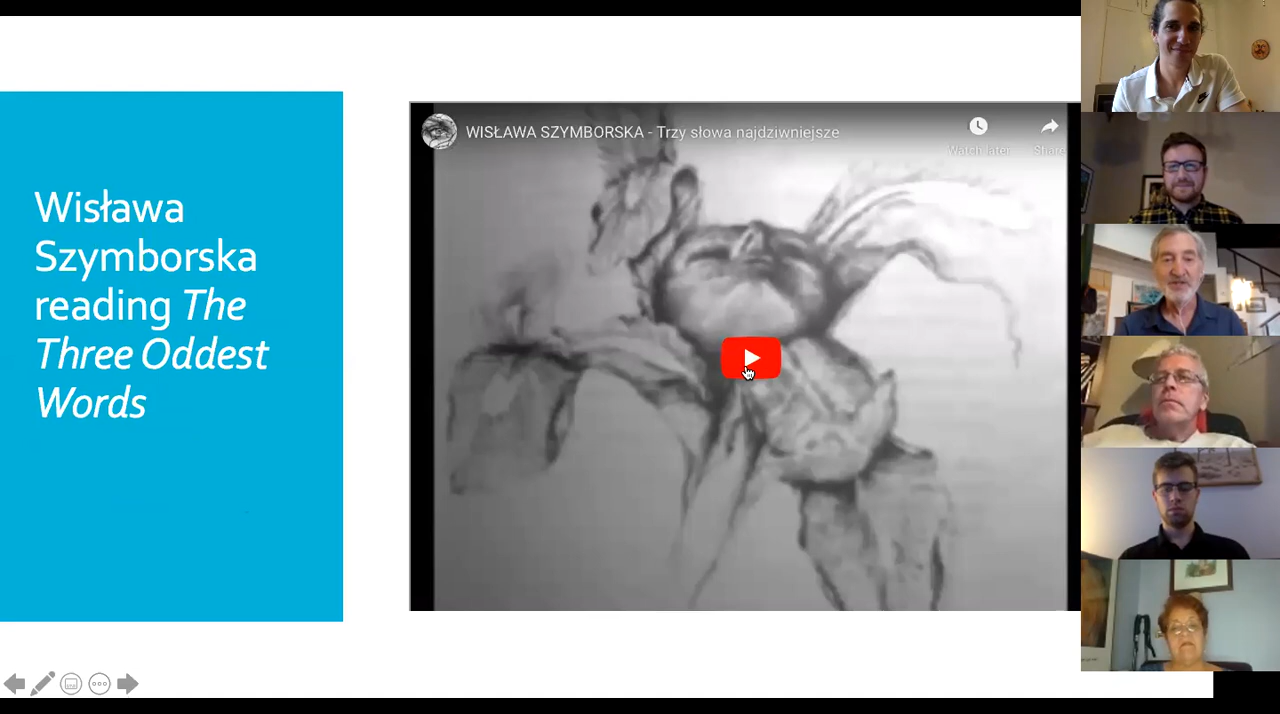 Wisława
Szymborska
reading The
Three Oddest
Words
WISŁAWA SZYMBORSKA - Trzy słowa najdziwniejsze
Watch later
Share